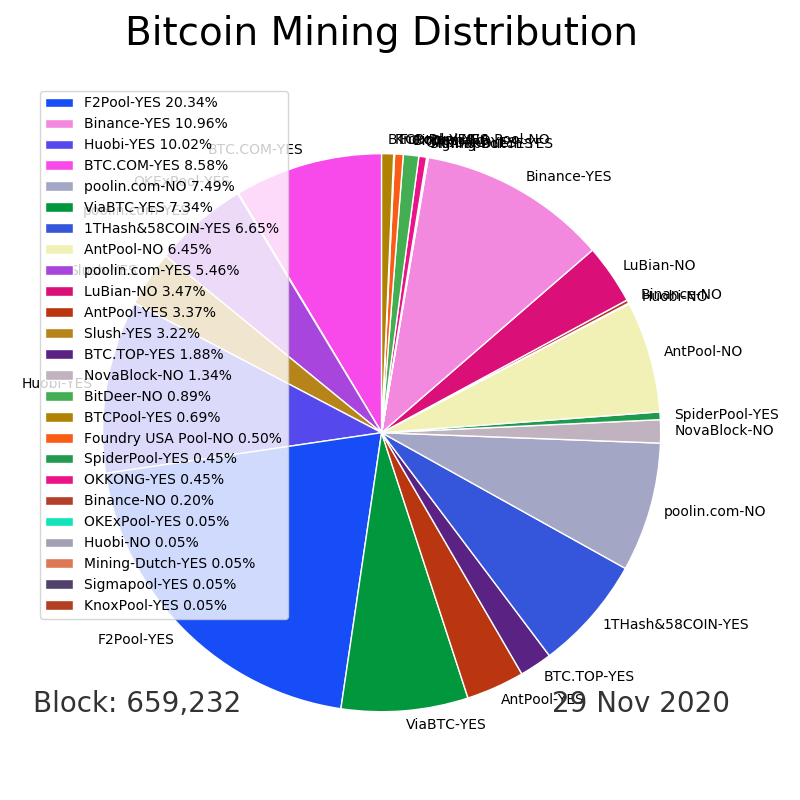 Bitcoin Mining Distribution
F2Pool-YES 20.34%
Binance-YES 10.96%
Huobi-YES 10.02%
BTC.COM-YES 8.58%
poolin.com-NO 7.49%
ViaBTC-YES 7.34%
1THash&58COIN-YES 6.65%
AntPool-NO 6.45%
poolin.com-YES 5.46%
LuBian-NO 3.47%
AntPool-YES 3.37%
Slush-YES 3.22%
BTC.TOP-YES 1.88%
NovaBlock-NO 1.34%
BitDeer-NO 0.89%
BTCPool-YES 0.69%
Foundry USA Pool-NO 0.50%
SpiderPool-YES 0.45%
OKKONG-YES 0.45%
Binance-NO 0.20%
OKExPool-YES 0.05%
Huobi-NO 0.05%
Mining-Dutch-YES 0.05%
Sigmapool-YES 0.05%
KnoxPool-YES 0.05%
BTC.COM-YES
OKExPool-YES
poolin.com-YES
Slush-YES
Huobi-YES
F2Pool-YES
Binance-YES
LuBian-NO
Binance-NO
Huobi-NO
AntPool-NO
SpiderPool-YES
NovaBlock-NO
poolin.com-NO
1THash&58COIN-YES
BTC.TOP-YES
AntPool-YES
ViaBTC-YES
Block: 659,232
29 Nov 2020